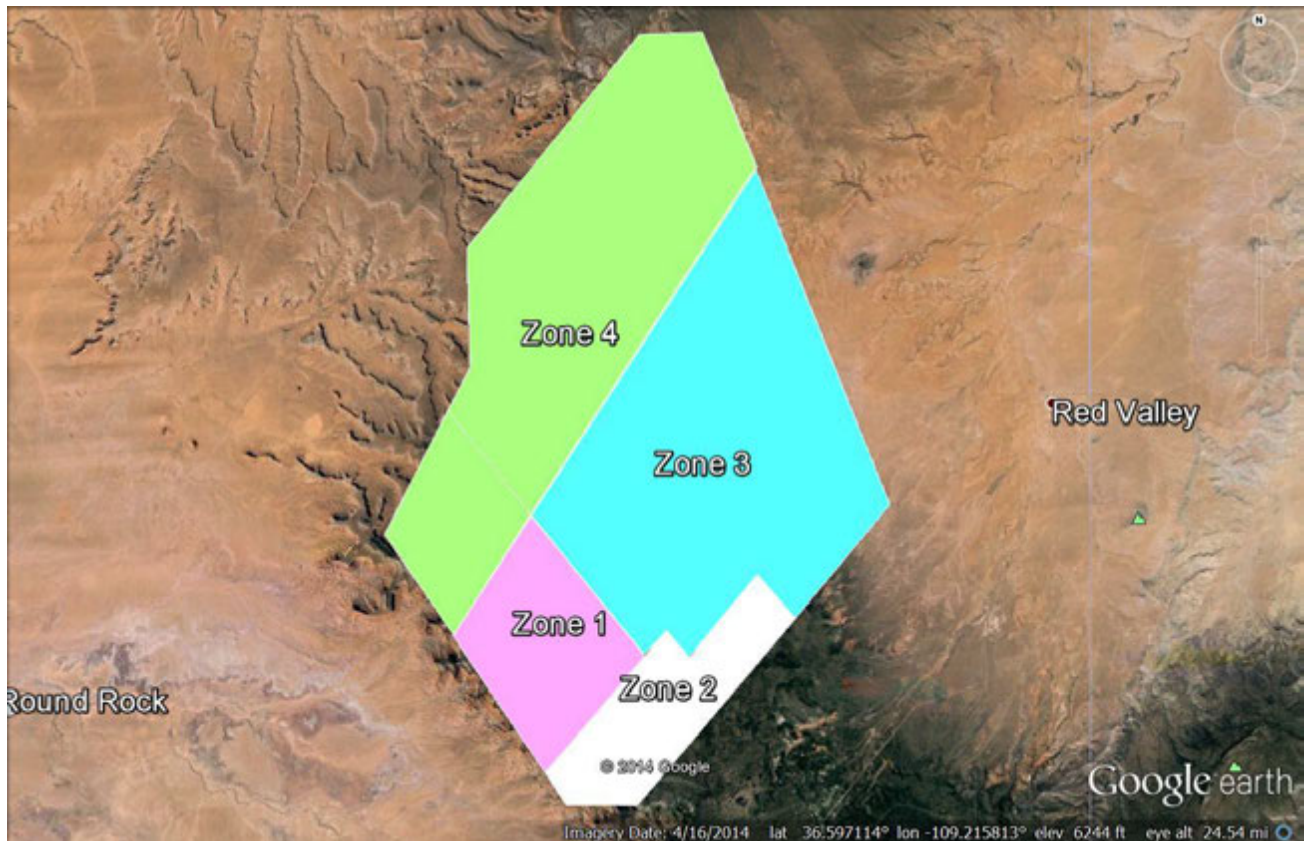 N
Zone 4
Red Valley
Zone 3
Zone 1
Zone 2
Round Rock
© 2014 Google
Google earth
Imagery Date: 4/16/2014 lat 36.597114° lon -109.215813° elev 6244 ft eye alt 24.54 mi